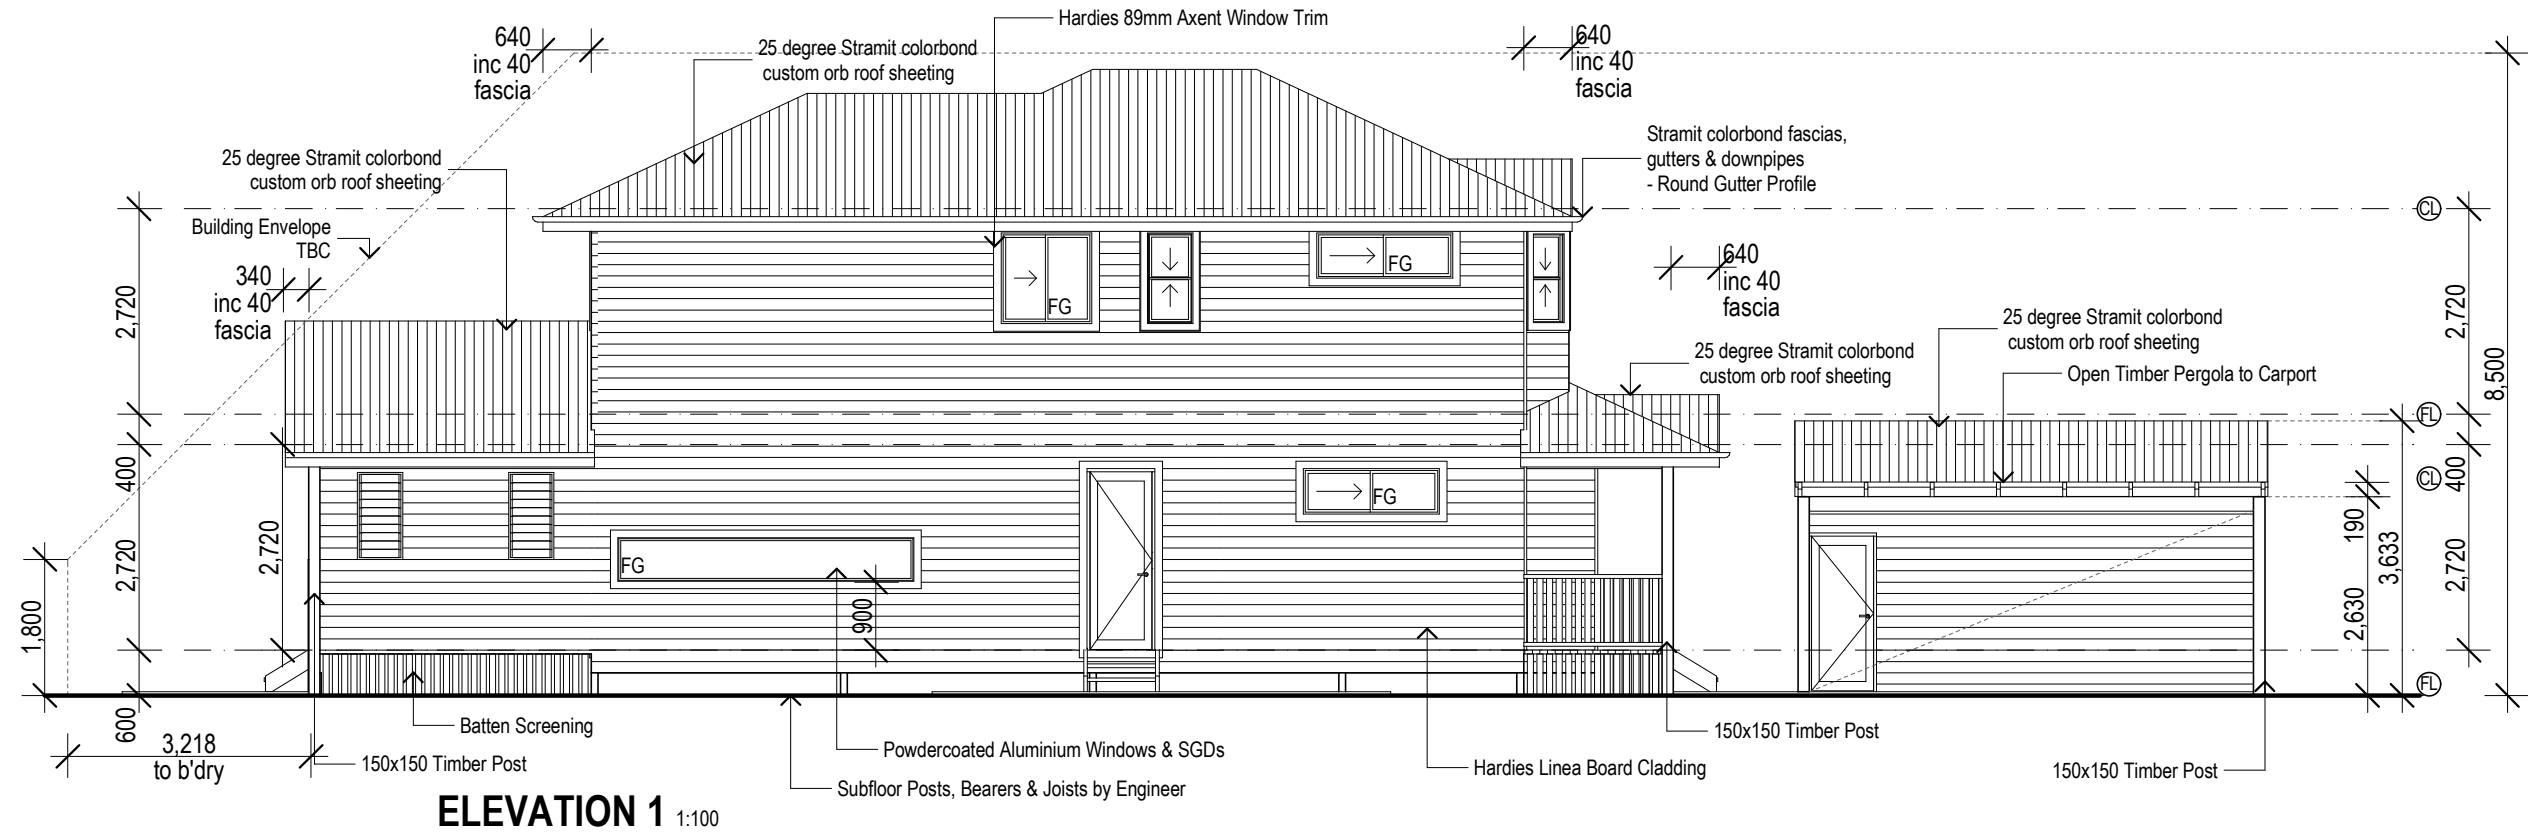 Hardies 89mm Axent Window Trim
640
inc 40
fascia
25 degree Stramit colorbond
custom orb roof sheeting
640
inc 40
fascia
Stramit colorbond fascias,
gutters & downpipes
- Round Gutter Profile
25 degree Stramit colorbond
custom orb roof sheeting
Building Envelope
TBC
340
inc 40
fascia
640
inc 40
fascia
25 degree Stramit colorbond
custom orb roof sheeting
25 degree Stramit colorbond
custom orb roof sheeting
Open Timber Pergola to Carport
CL
FL
CL
FL
FG
FG
FG
FG
2,720
400
2,720
600
2,720
1,800
900
2,720
400
2,720
8,500
190
2,630
3,633
3,218
to b'dry
Batten Screening
150x150 Timber Post
Powdercoated Aluminium Windows & SGDs
Subfloor Posts, Bearers & Joists by Engineer
Hardies Linea Board Cladding
150x150 Timber Post
150x150 Timber Post
ELEVATION 1 1:100